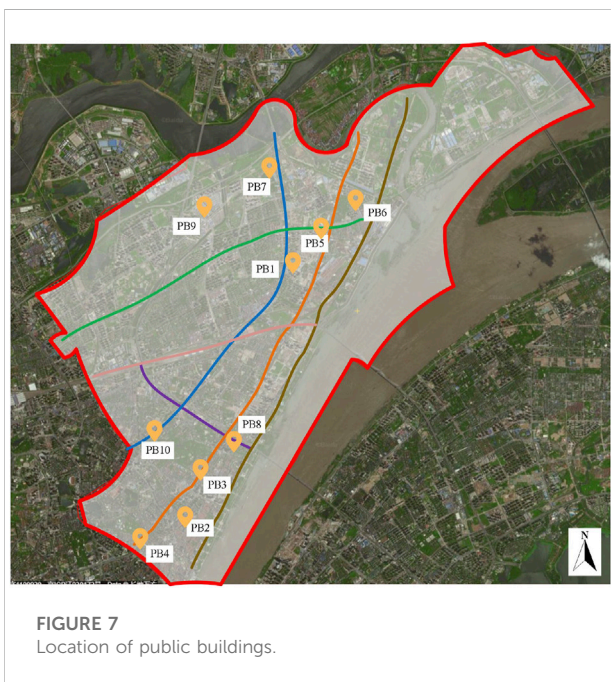 PB7
PB9
PB6
PB5
PB1
PB8
PB10
PB3
PB2
PB4
N
FIGURE 7
Location of public buildings.